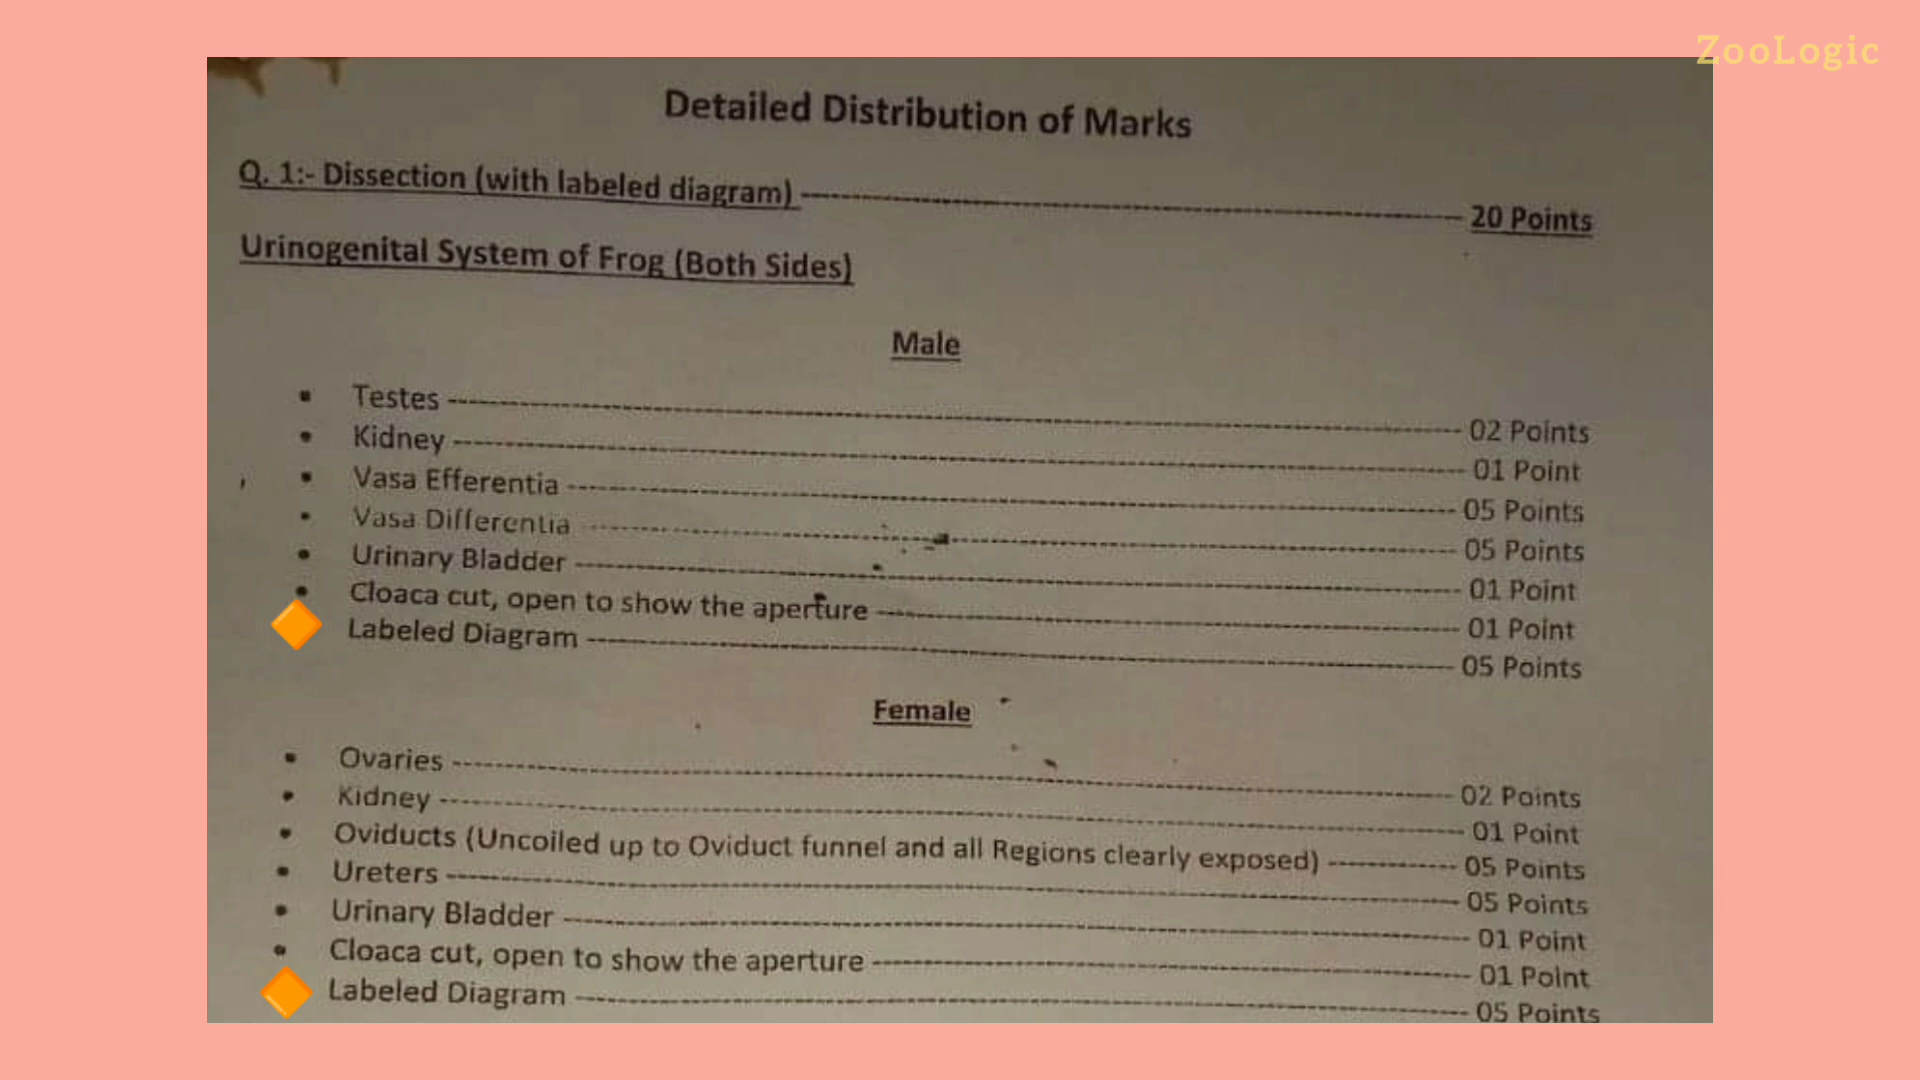 ZooLogic
Detailed Distribution of Marks
Q. 1:- Dissection (with labeled diagram) ---------- 20 Points
Urinogenital System of Frog (Both Sides)
Male
• Testes ---------- 02 Points
• Kidney ---------- 01 Point
• Vasa Efferentia ---------- 05 Points
• Vasa Differentia ---------- 05 Points
• Urinary Bladder ---------- 01 Point
• Cloaca cut, open to show the aperture ---------- 01 Point
Labeled Diagram ---------- 05 Points
Female
• Ovaries ---------- 02 Points
• Kidney ---------- 01 Point
• Oviducts (Uncoiled up to Oviduct funnel and all Regions clearly exposed) ---------- 05 Points
• Ureters ---------- 05 Points
• Urinary Bladder ---------- 01 Point
• Cloaca cut, open to show the aperture ---------- 01 Point
Labeled Diagram ---------- 05 Points